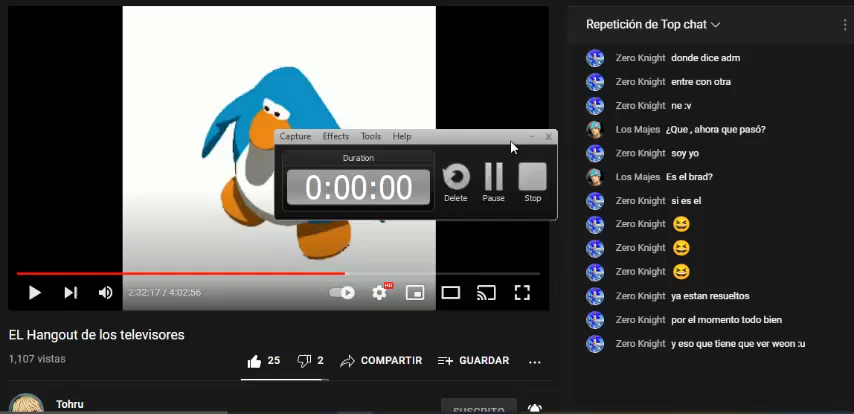 Repetición de Top chat
Zero Knight donde dice adm
Zero Knight entre con otra
Zero Knight ne :v
Los Majes ¿Que , ahora que pasó?
Zero Knight soy yo
Los Majes Es el brad?
Zero Knight si es el
Zero Knight 😆
Zero Knight 😆
Zero Knight 😆
Zero Knight ya estan resueltos
Zero Knight por el momento todo bien
Zero Knight y eso que tiene que ver weon :u
Capture Effects Tools Help
Duration
0:00:00
Delete Pause Stop
2:32:17 / 4:02:56
HD
EL Hangout de los televisores
1,107 vistas
25 2 COMPARTIR GUARDAR
Tohru
SUSCRITO